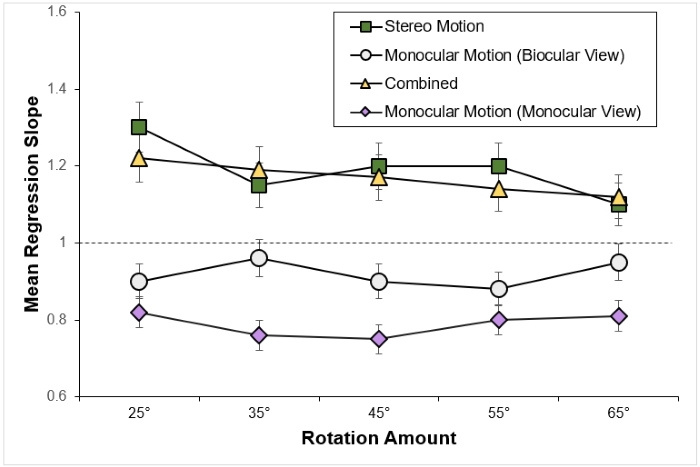 1.6
1.4
1.2
1
0.8
0.6
Mean Regression Slope
Stereo Motion
Monocular Motion (Biocular View)
Combined
Monocular Motion (Monocular View)
25° 35° 45° 55° 65°
Rotation Amount